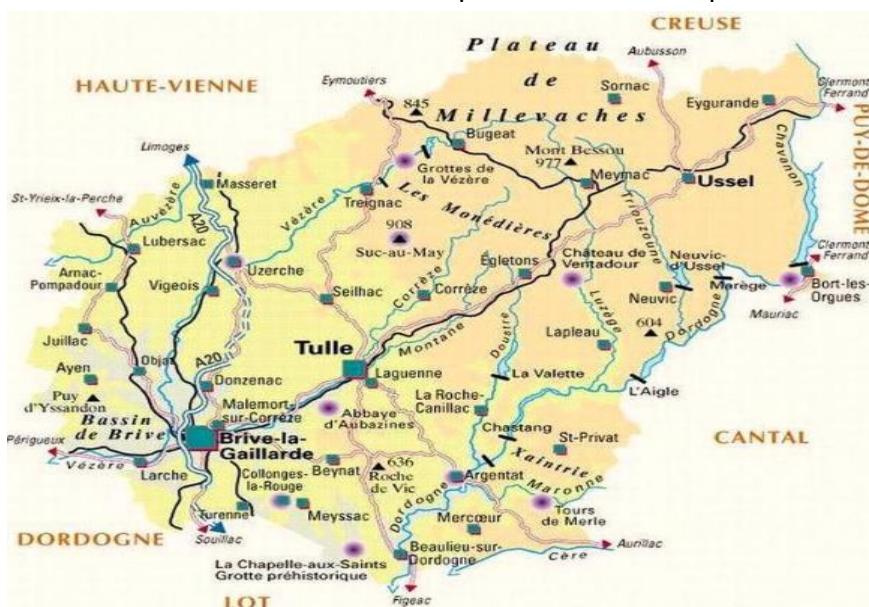 CREUSE
Plateau
de
Millevaches
Aubusson
HAUTE-VIENNE
Eymoutiers
845
Sornac
Eygurande
Clermont
Ferrand
PUY-DE-DOME
Chavanon
Bugeat
Limoges
Mont Bessou
977
Meymac
Ussel
Grottes de
la Vézère
Masseret
St-Yrieix-la-Perche
Auvézère
A20
Vézère
Treignac
Les Monédières
Triouzoune
Lubersac
908
Suc-au-May
Égletons
Château de
Ventadour
Neuvic-
d'Ussel
Marège
Clermont
Ferrand
Bort-les-
Orgues
Mauriac
Arnac-
Pompadour
Uzerche
Vigeois
Seilhac
Corrèze
Corrèze
Luzège
Neuvic
Dordogne
Juillac
Montane
Doustre
Lapleau
604
Tulle
A20
Objat
Ayen
Puy
d'Yssandon
Donzenac
Laguenne
La Valette
L'Aigle
Malemort-
sur-Corrèze
Abbaye
d'Aubazines
La Roche-
Canillac
Bassin
de Brive
Brive-la-
Gaillarde
Chastang
St-Privat
CANTAL
Périgueux
Vézère
Larche
Collonges-
la-Rouge
Beynat
636
Roche
de Vic
Argentat
Xaintrie
Maronne
Turenne
Meyssac
Dordogne
Mercœur
Tours
de Merle
DORDOGNE
Souillac
La Chapelle-aux-Saints
Grotte préhistorique
Beaulieu-sur-
Dordogne
Cère
Aurillac
LOT
Figeac